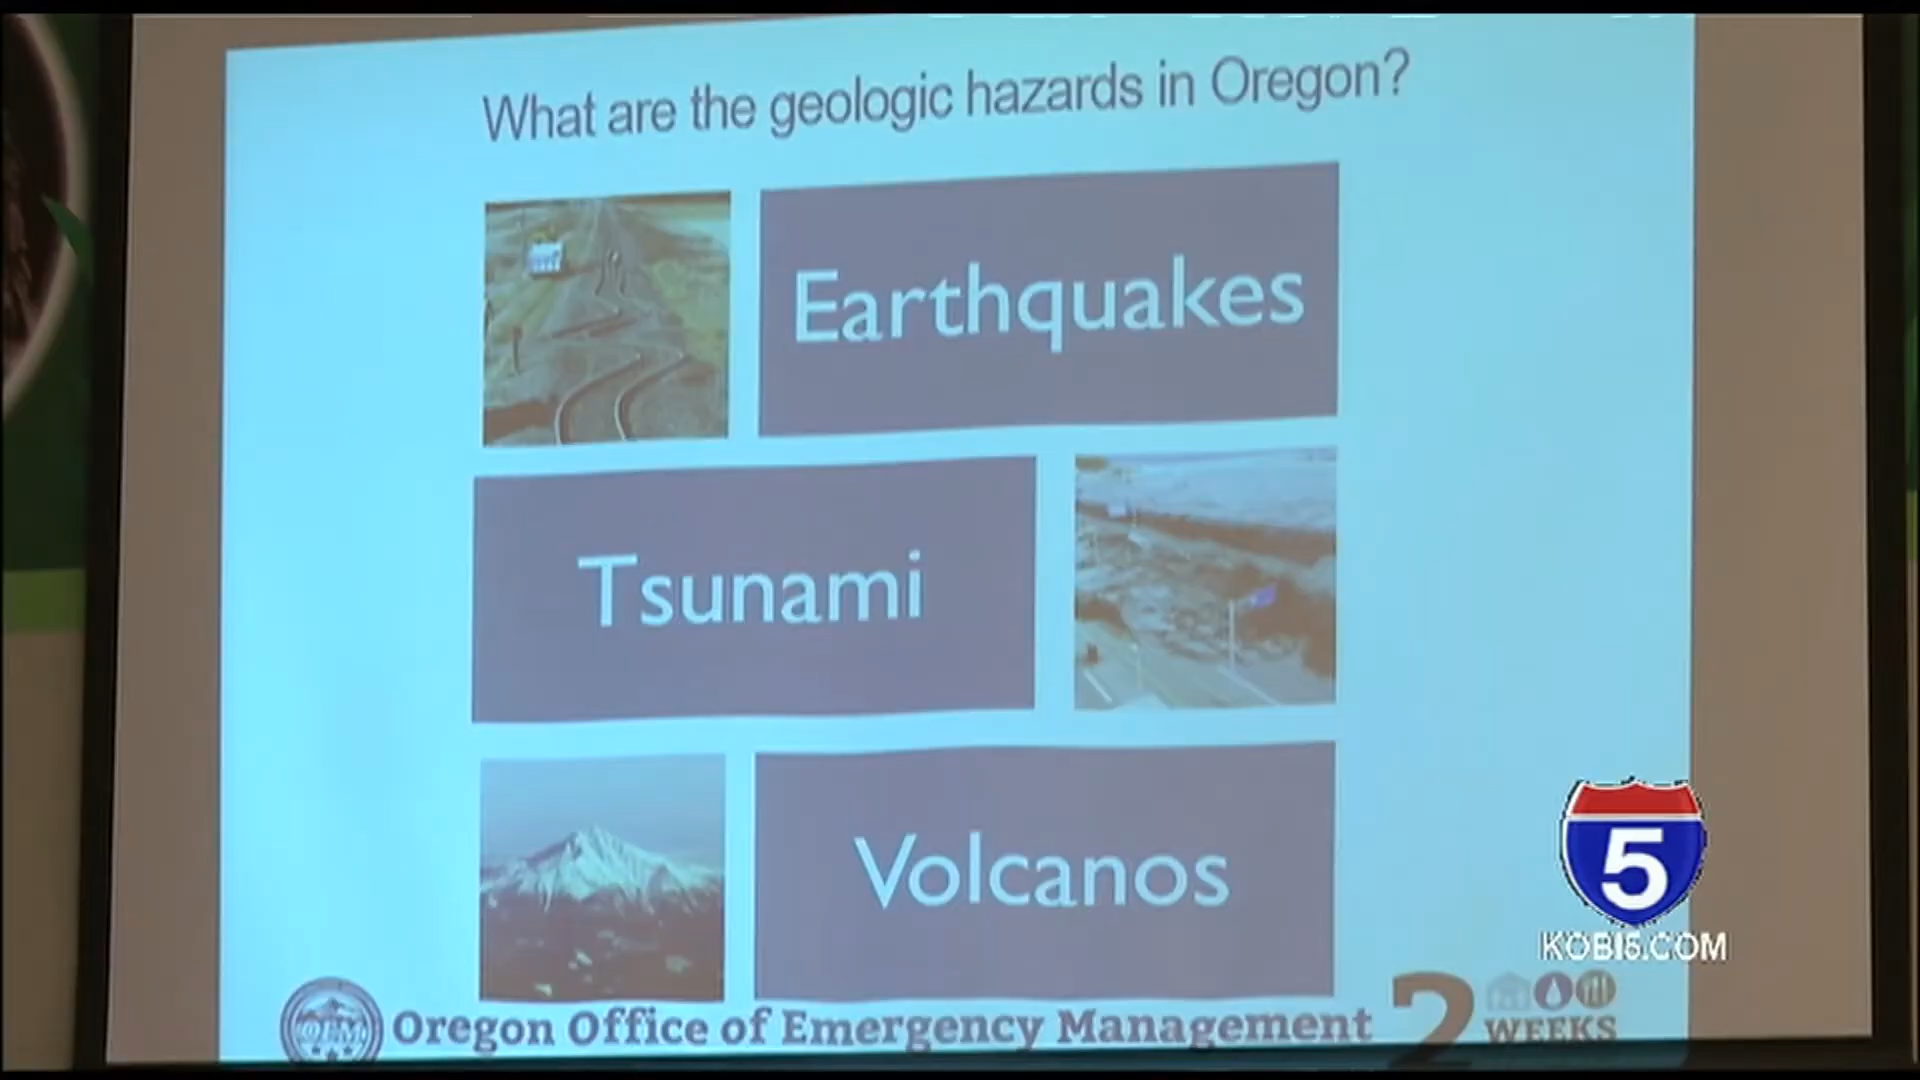 What are the geologic hazards in Oregon?
Earthquakes
Tsunami
Volcanos
5
KOBI5.COM
OEM
Oregon Office of Emergency Management
2 WEEKS